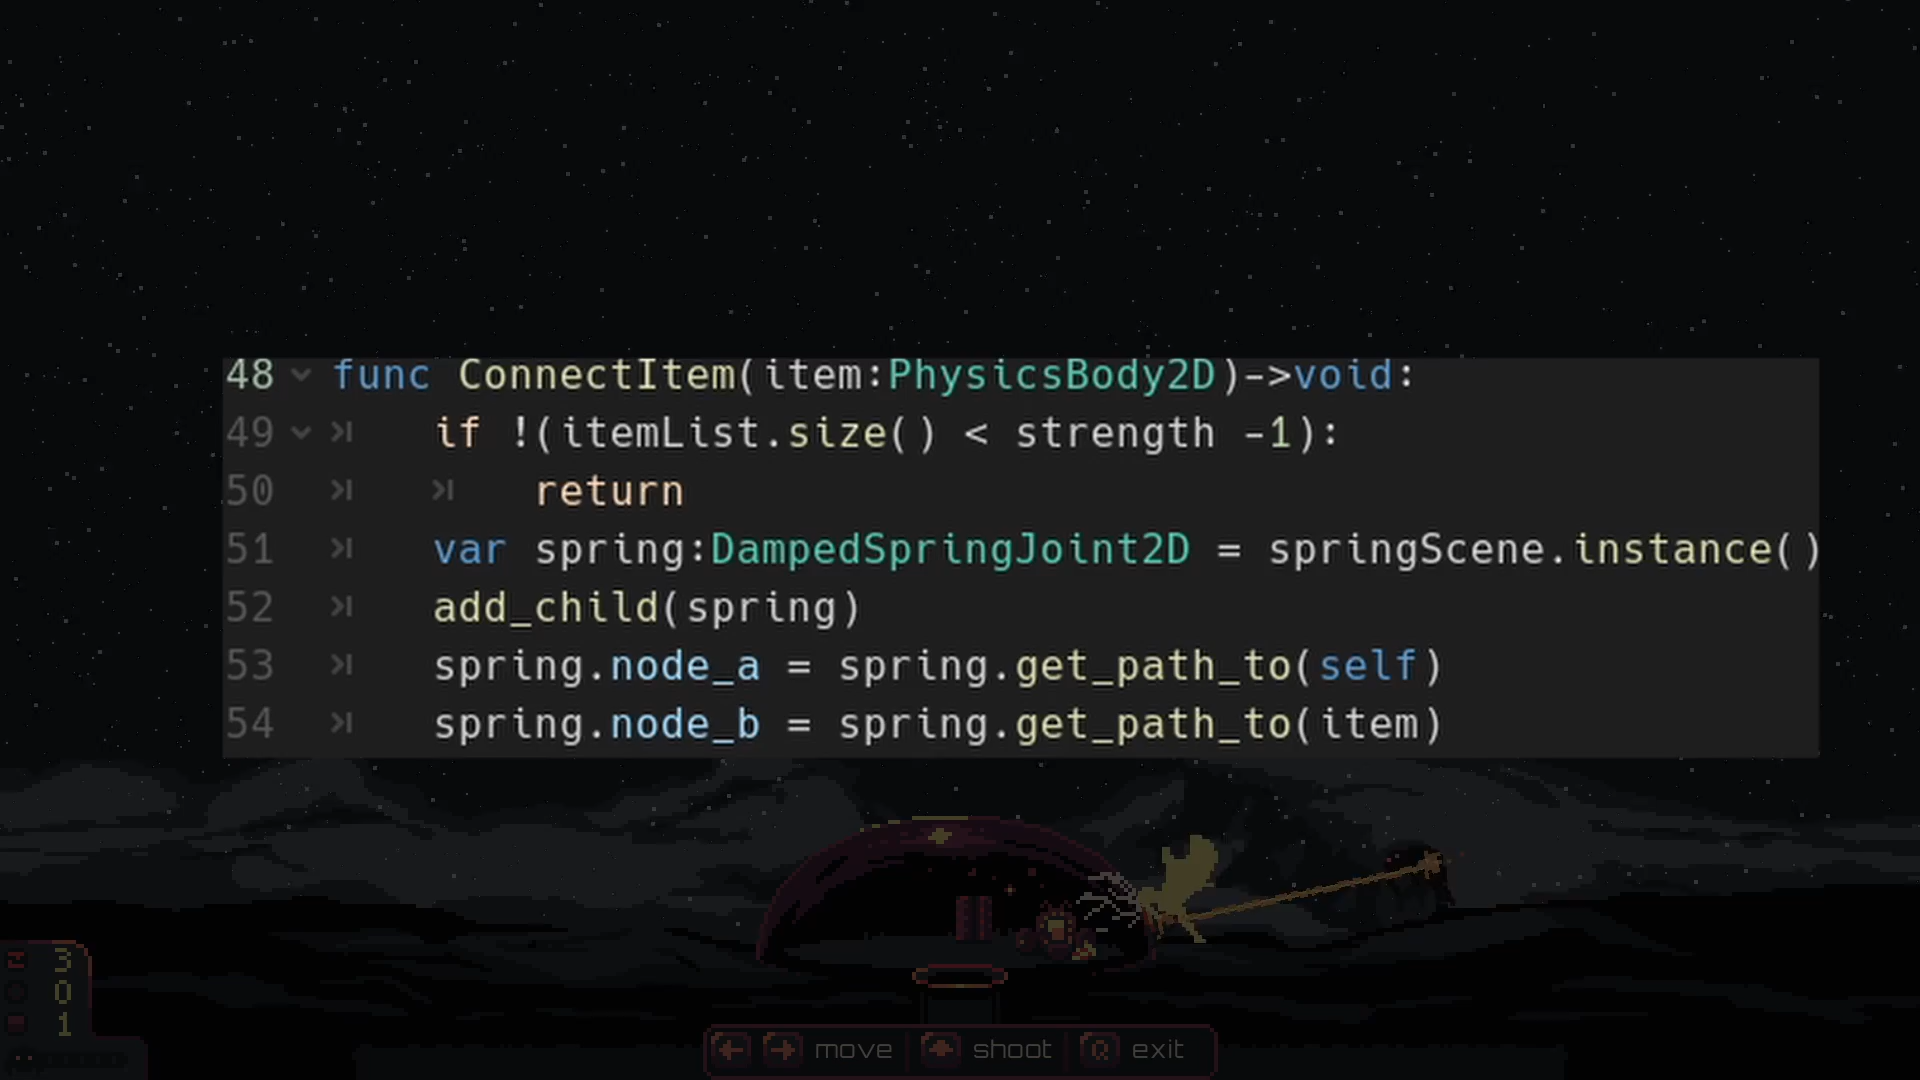 48 func ConnectItem(item:PhysicsBody2D)->void:
49 if !(itemList.size() < strength -1):
50 return
51 var spring:DampedSpringJoint2D = springScene.instance()
52 add_child(spring)
53 spring.node_a = spring.get_path_to(self)
54 spring.node_b = spring.get_path_to(item)
3
0
1
move shoot Q exit